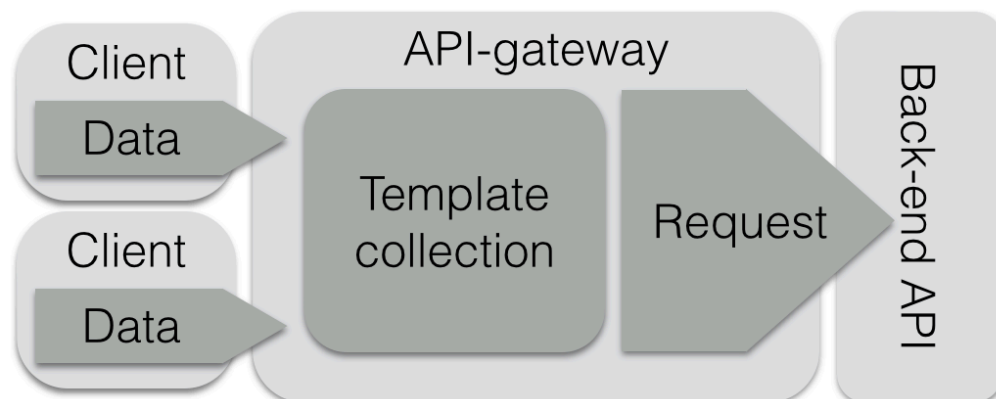 Client
Data
Client
Data
API-gateway
Template
collection
Request
Back-end API